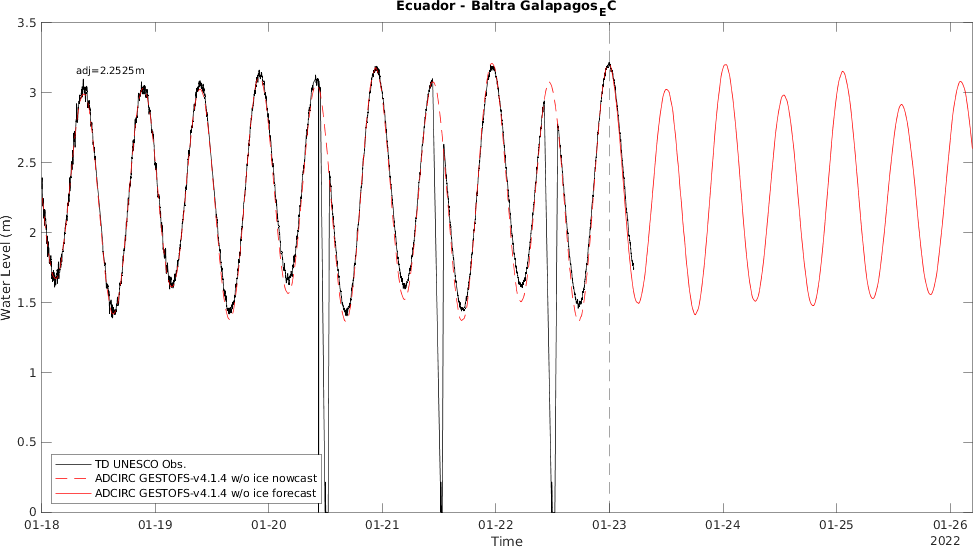 Ecuador - Baltra Galapagos_EC
3.5
adj=2.2525m
3
2.5
2
1.5
1
0.5
0
Water Level (m)
TD UNESCO Obs.
ADCIRC GESTOFS-v4.1.4 w/o ice nowcast
ADCIRC GESTOFS-v4.1.4 w/o ice forecast
01-18 01-19 01-20 01-21 01-22 01-23 01-24 01-25 01-26
Time
2022